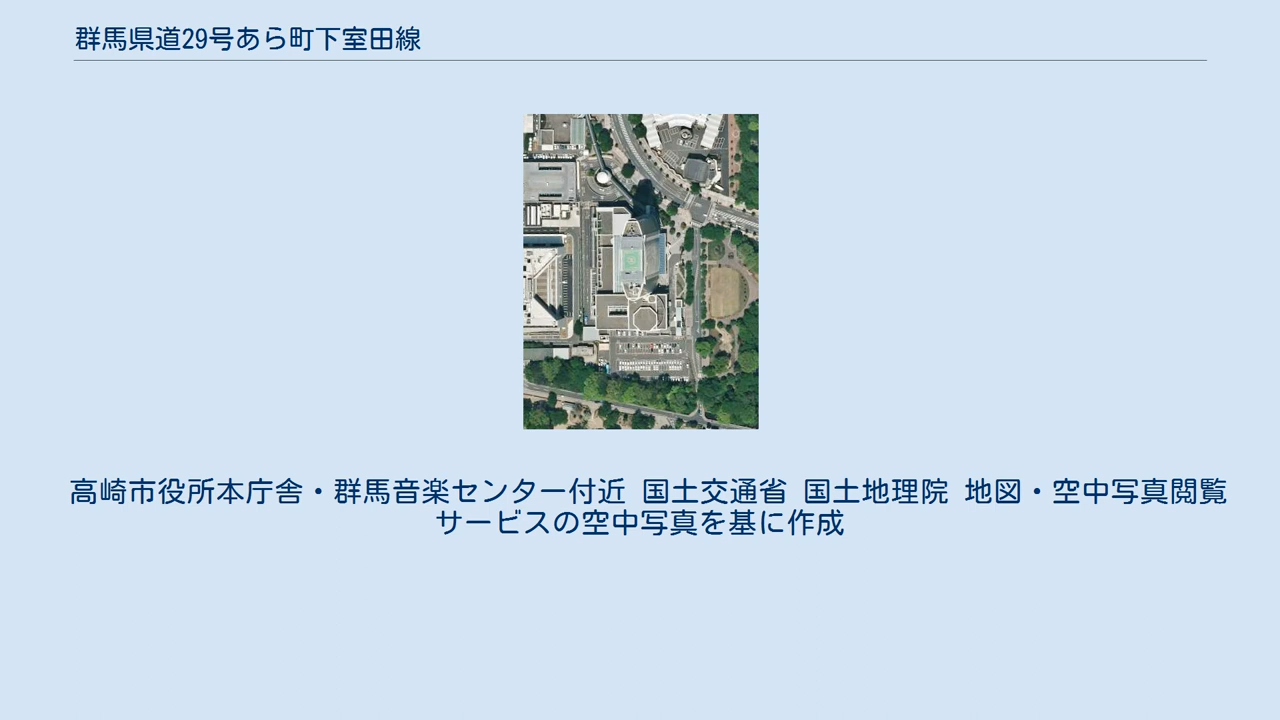 群馬県道29号あら町下室田線
高崎市役所本庁舎・群馬音楽センター付近 国土交通省 国土地理院 地図・空中写真閲覧
サービスの空中写真を基に作成